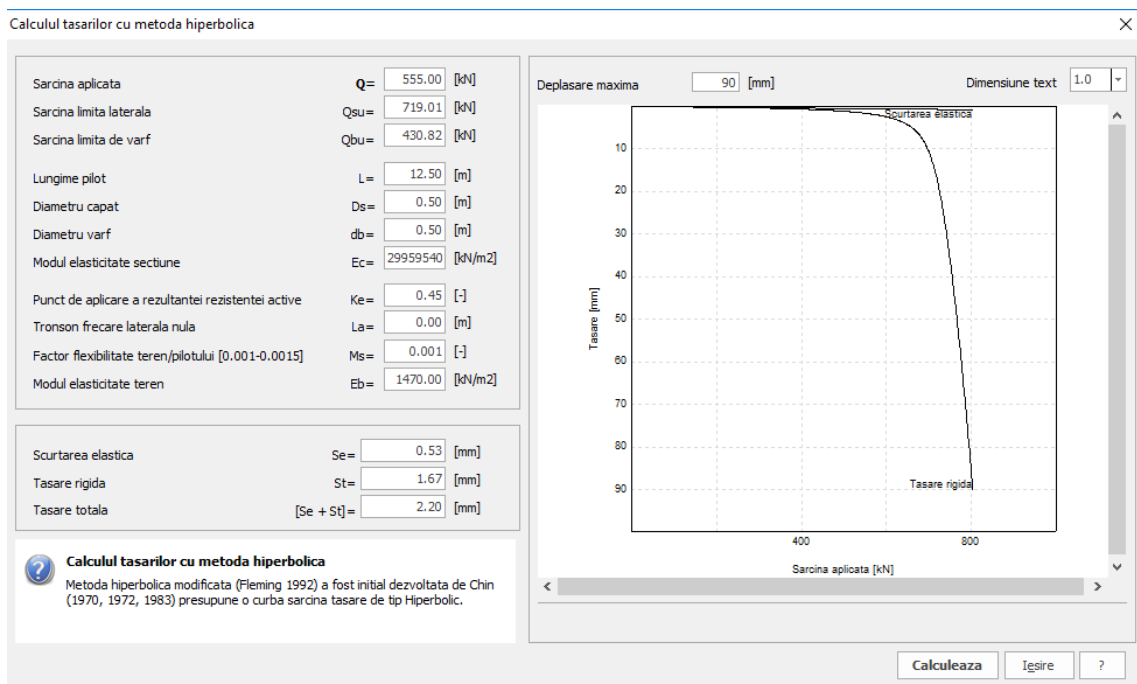 Calculul tasarilor cu metoda hiperbolica
Sarcina aplicata Q= 555.00 [kN]
Sarcina limita laterala Qsu= 719.01 [kN]
Sarcina limita de varf Qbu= 430.82 [kN]
Lungime pilot L= 12.50 [m]
Diametru capat Ds= 0.50 [m]
Diametru varf db= 0.50 [m]
Modul elasticitate sectiune Ec= 29959540 [kN/m2]
Punct de aplicare a rezultantei rezistentei active Ke= 0.45 [-]
Tronson frecare laterala nula La= 0.00 [m]
Factor flexibilitate teren/pilotului [0.001-0.0015] Ms= 0.001 [-]
Modul elasticitate teren Eb= 1470.00 [kN/m2]
Scurtarea elastica Se= 0.53 [mm]
Tasare rigida St= 1.67 [mm]
Tasare totala [Se + St]= 2.20 [mm]
Calculul tasarilor cu metoda hiperbolica
Metoda hiperbolica modificata (Fleming 1992) a fost initial dezvoltata de Chin
(1970, 1972, 1983) presupune o curba sarcina tasare de tip Hiperbolic.
Deplasare maxima 90 [mm] Dimensiune text 1.0
Scurtarea elastica
10
20
30
40
50
60
70
80
90
Tasare [mm]
Tasare rigida
400 800
Sarcina aplicata [kN]
Calculeaza Iesire ?